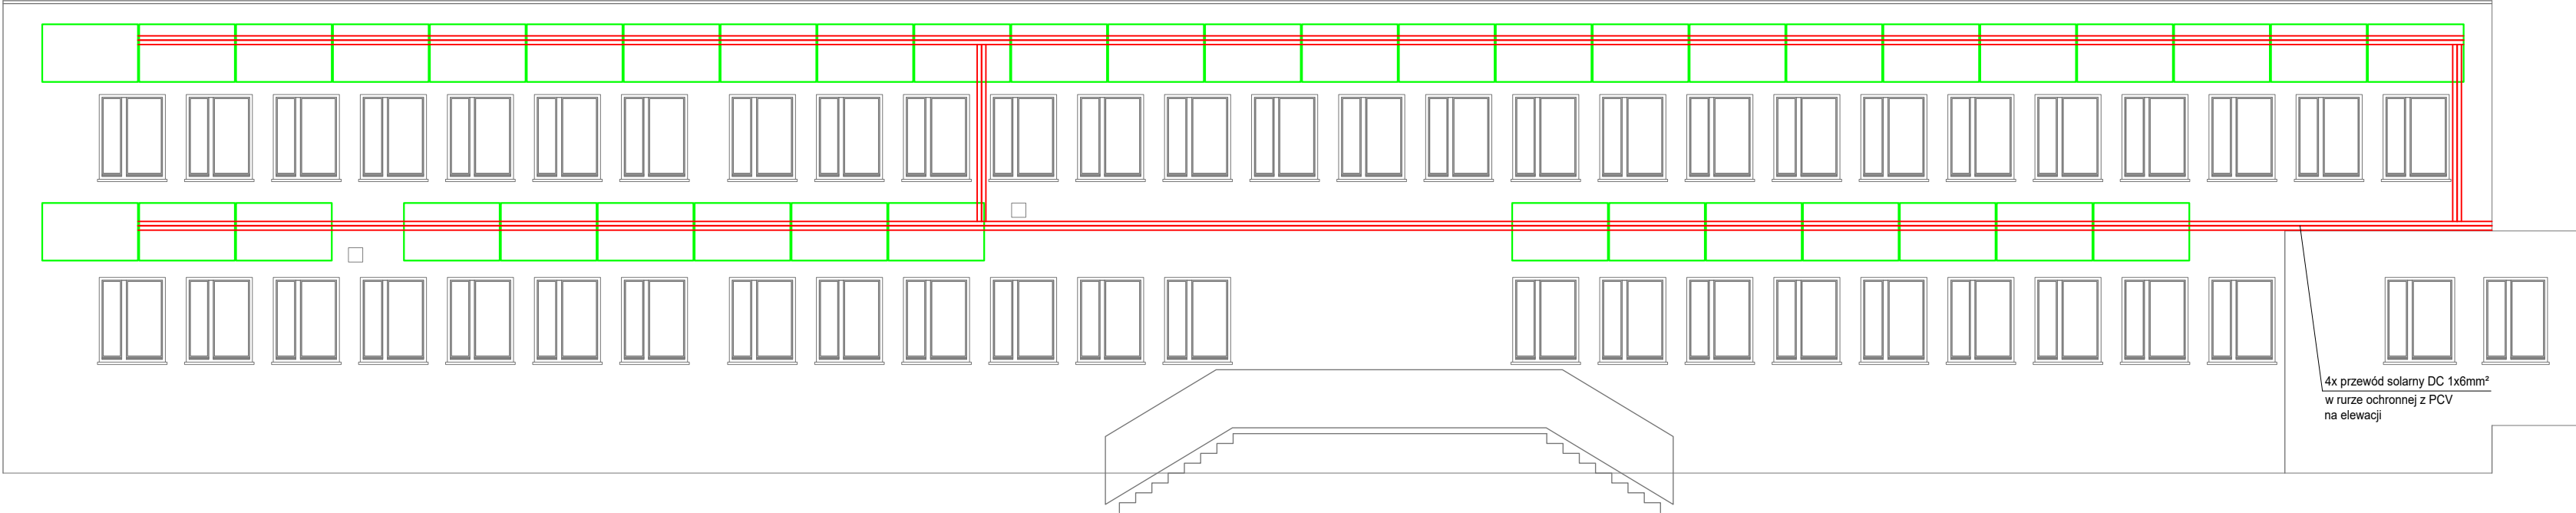 4x przewód solarny DC 1x6mm²
w rurze ochronnej z PCV
na elewacji